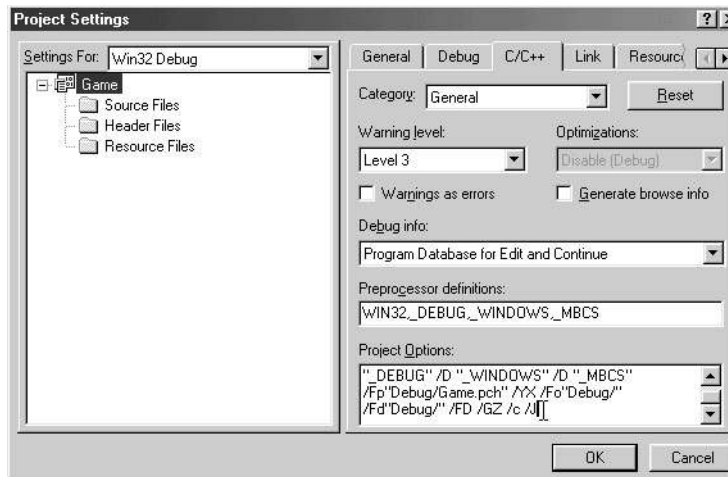 Project Settings
Settings For: Win32 Debug
Game
Source Files
Header Files
Resource Files
General Debug C/C++ Link Resourc
Category: General Reset
Warning level: Optimizations:
Level 3 Disable (Debug)
Warnings as errors Generate browse info
Debug info:
Program Database for Edit and Continue
Preprocessor definitions:
WIN32,_DEBUG,_WINDOWS,_MBCS
Project Options:
"_DEBUG" /D "_WINDOWS" /D "_MBCS"
/Fp"Debug/Game.pch" /YX /Fo"Debug/"
/Fd"Debug/" /FD /GZ /c /J
OK Cancel